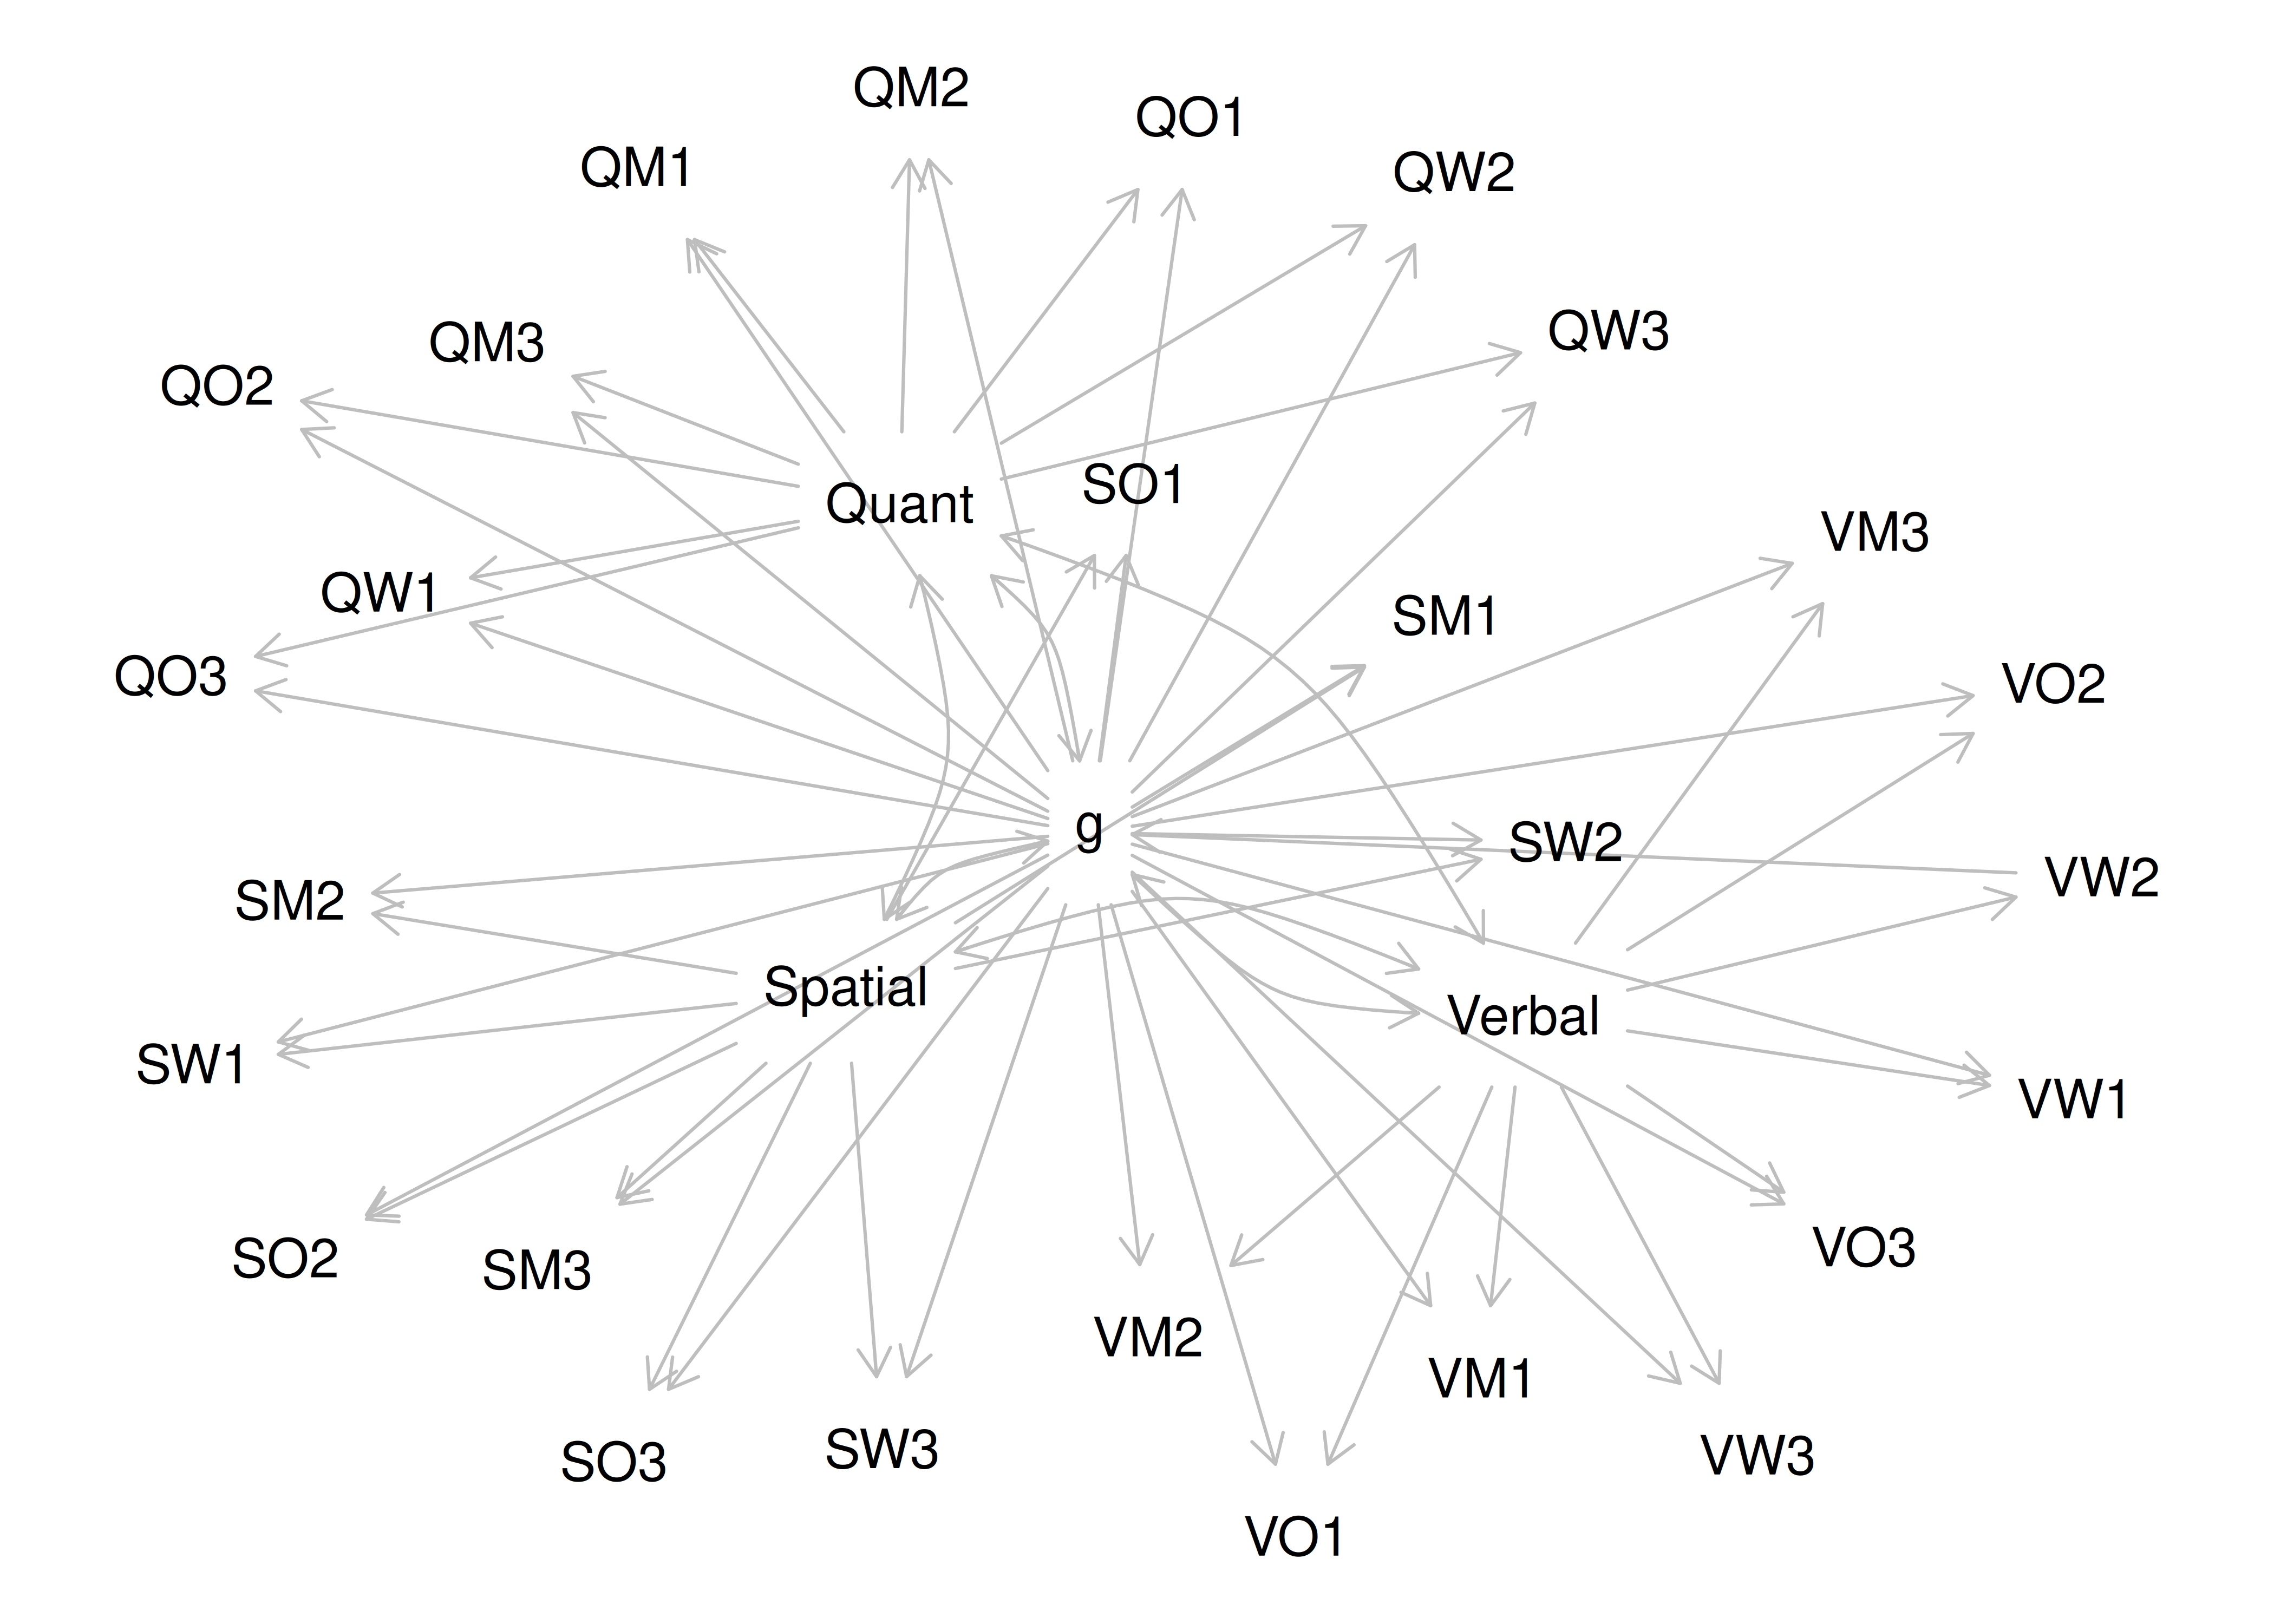 QM2
QO1
QM1
QW2
QW3
QM3
QO2
SO1
Quant
VM3
QW1
SM1
QO3
VO2
g
SW2
VW2
SM2
Spatial
Verbal
SW1
VW1
VO3
SO2
SM3
VM2
VM1
SW3
VW3
SO3
VO1